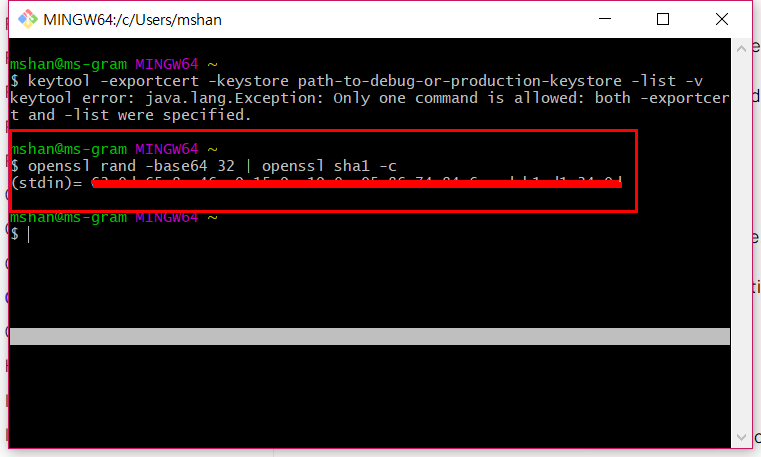 MINGW64:/c/Users/mshan
mshan@ms-gram MINGW64 ~
$ keytool -exportcert -keystore path-to-debug-or-production-keystore -list -v
keytool error: java.lang.Exception: Only one command is allowed: both -exportcer
t and -list were specified.
mshan@ms-gram MINGW64 ~
$ openssl rand -base64 32 | openssl sha1 -c
(stdin)=
mshan@ms-gram MINGW64 ~
$